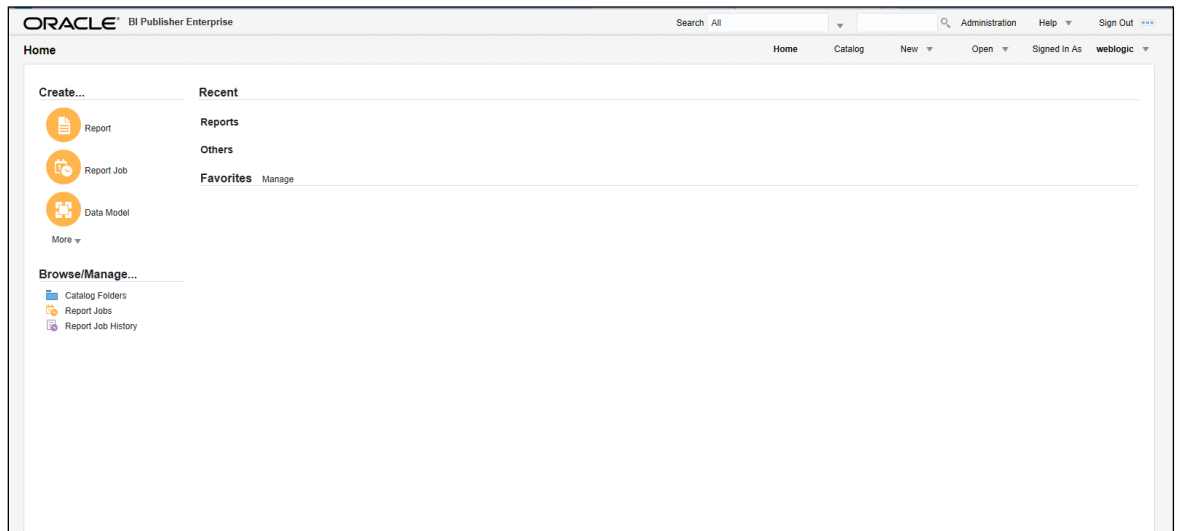 ORACLE BI Publisher Enterprise Search All Administration Help Sign Out
Home Home Catalog New Open Signed In As weblogic
Create...
Report
Report Job
Data Model
More
Browse/Manage...
Catalog Folders
Report Jobs
Report Job History
Recent
Reports
Others
Favorites Manage